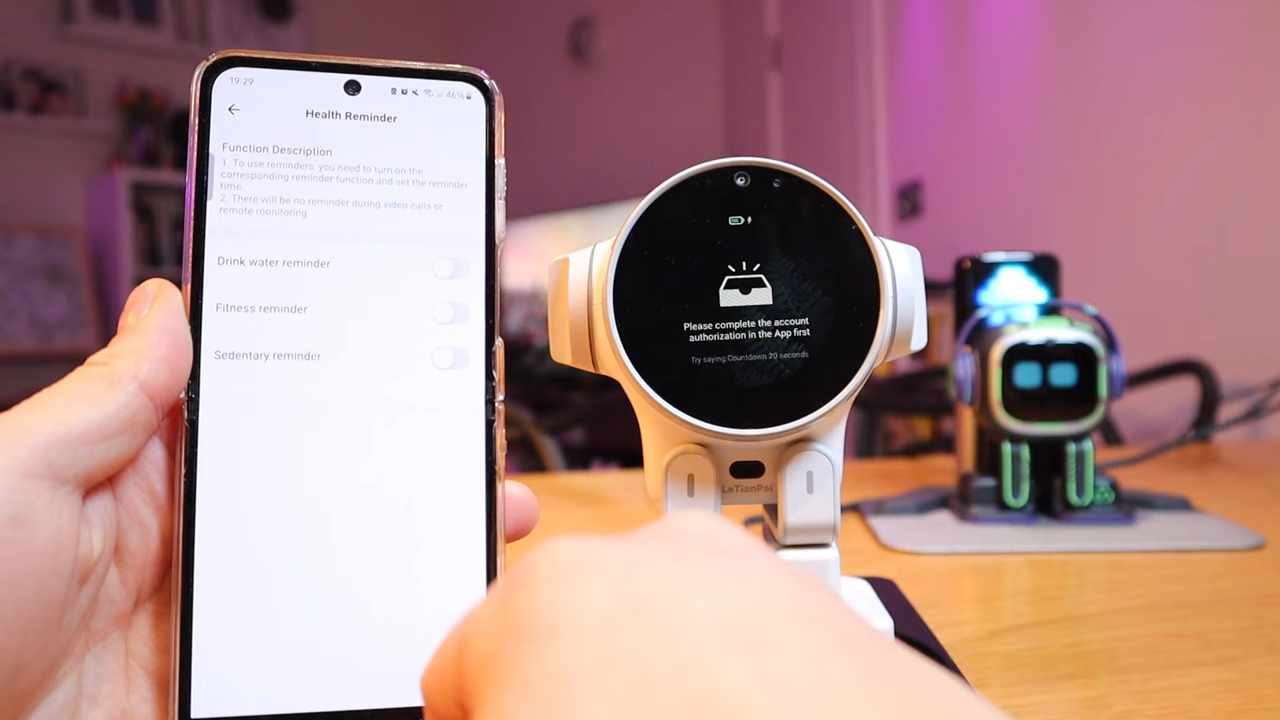 19:29
46%
Health Reminder
Function Description
1. To use reminders, you need to turn on the
corresponding reminder function and set the reminder
time.
2. There will be no reminder during video calls or
remote monitoring
Drink water reminder
Fitness reminder
Sedentary reminder
Please complete the account
authorization in the App first
Try saying:Countdown 20 seconds
LeTianPai